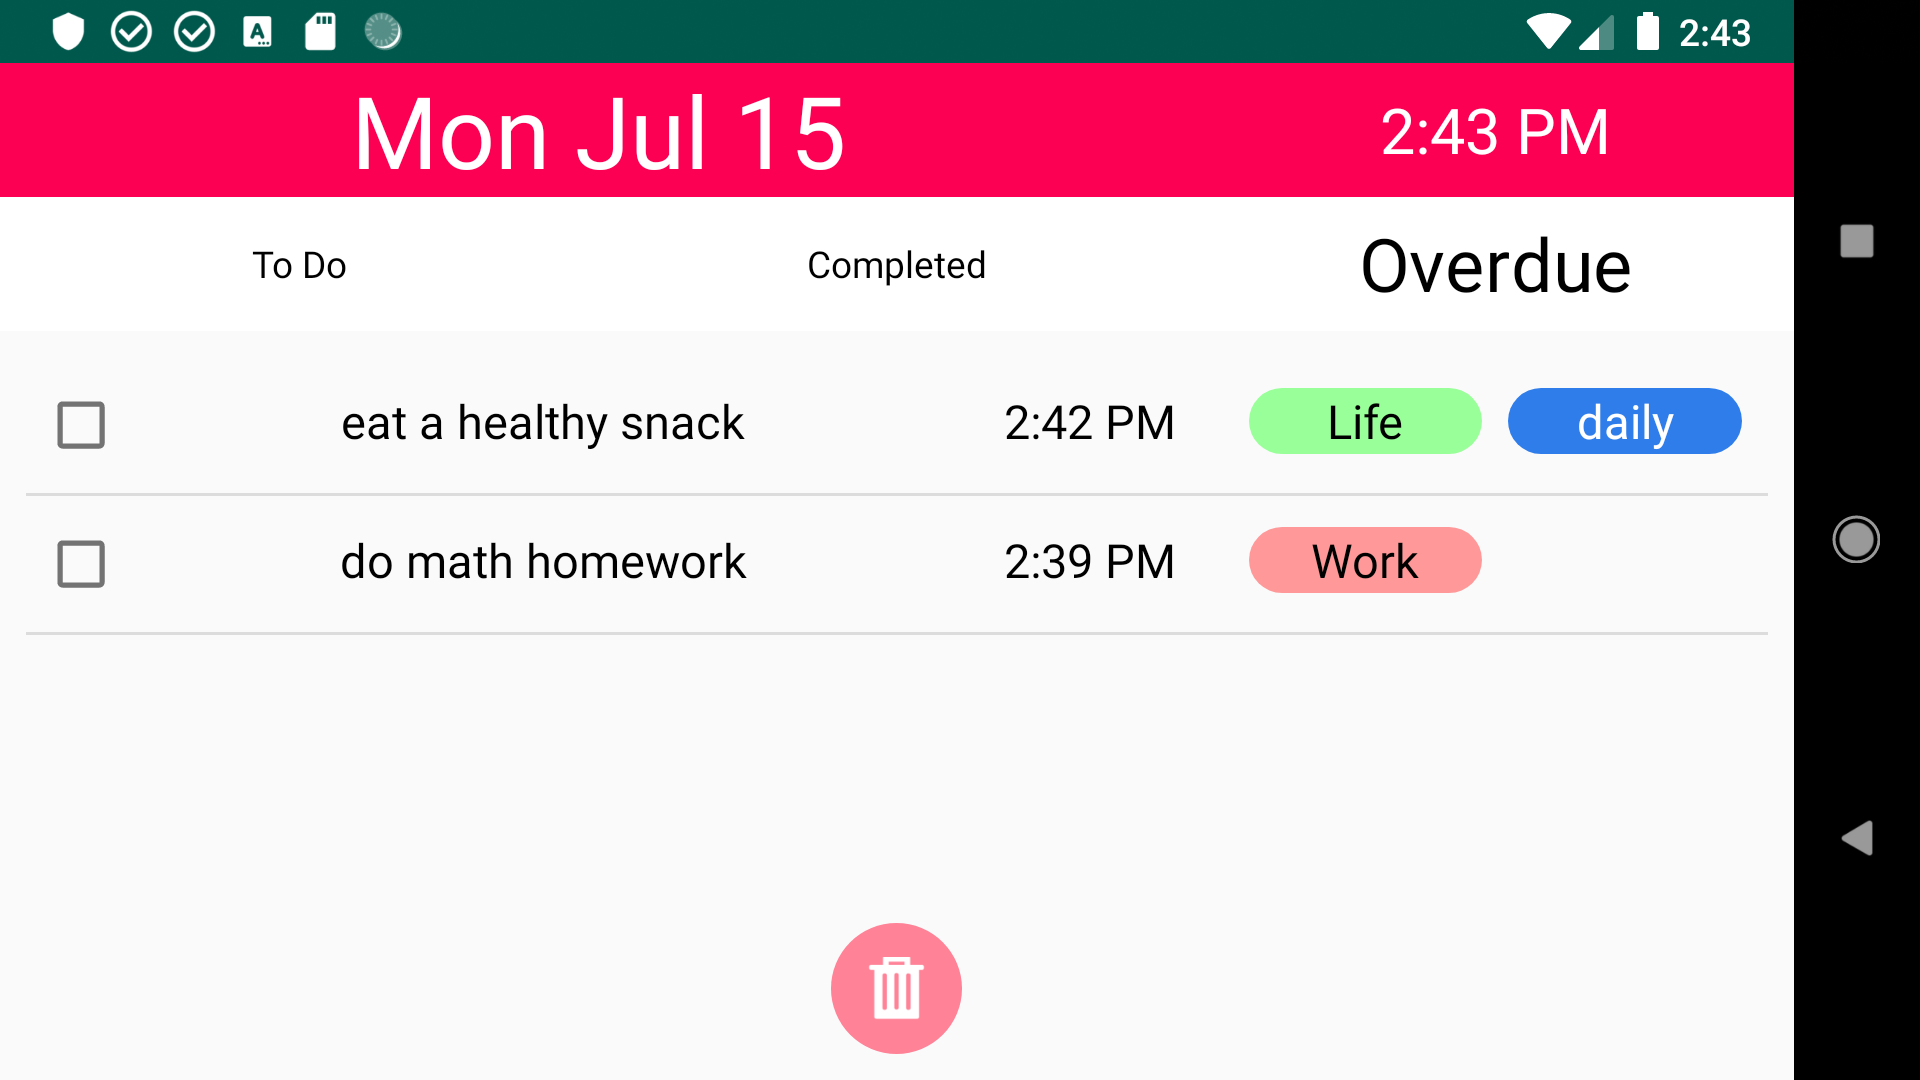 2:43
Mon Jul 15 2:43 PM
To Do Completed Overdue
eat a healthy snack 2:42 PM Life daily
do math homework 2:39 PM Work